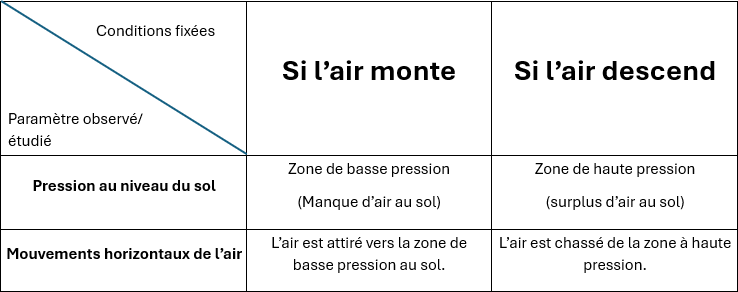 Conditions fixées
Paramètre observé/
étudié
Si l’air monte
Si l’air descend
Pression au niveau du sol
Zone de basse pression
(Manque d’air au sol)
Zone de haute pression
(surplus d’air au sol)
Mouvements horizontaux de l’air
L’air est attiré vers la zone de
basse pression au sol.
L’air est chassé de la zone à haute
pression.